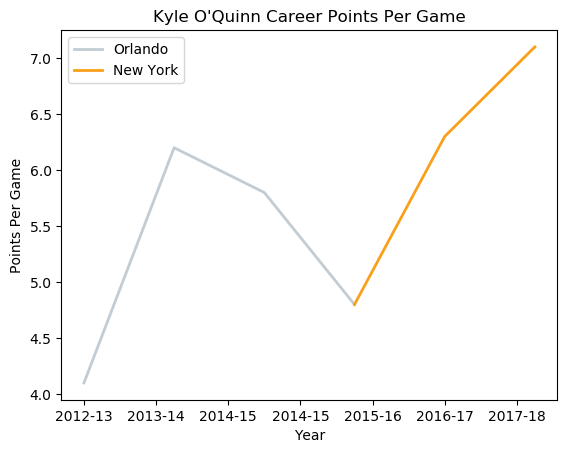 Kyle O'Quinn Career Points Per Game
Orlando
New York
Points Per Game
7.0
6.5
6.0
5.5
5.0
4.5
4.0
2012-13 2013-14 2014-15 2014-15 2015-16 2016-17 2017-18
Year